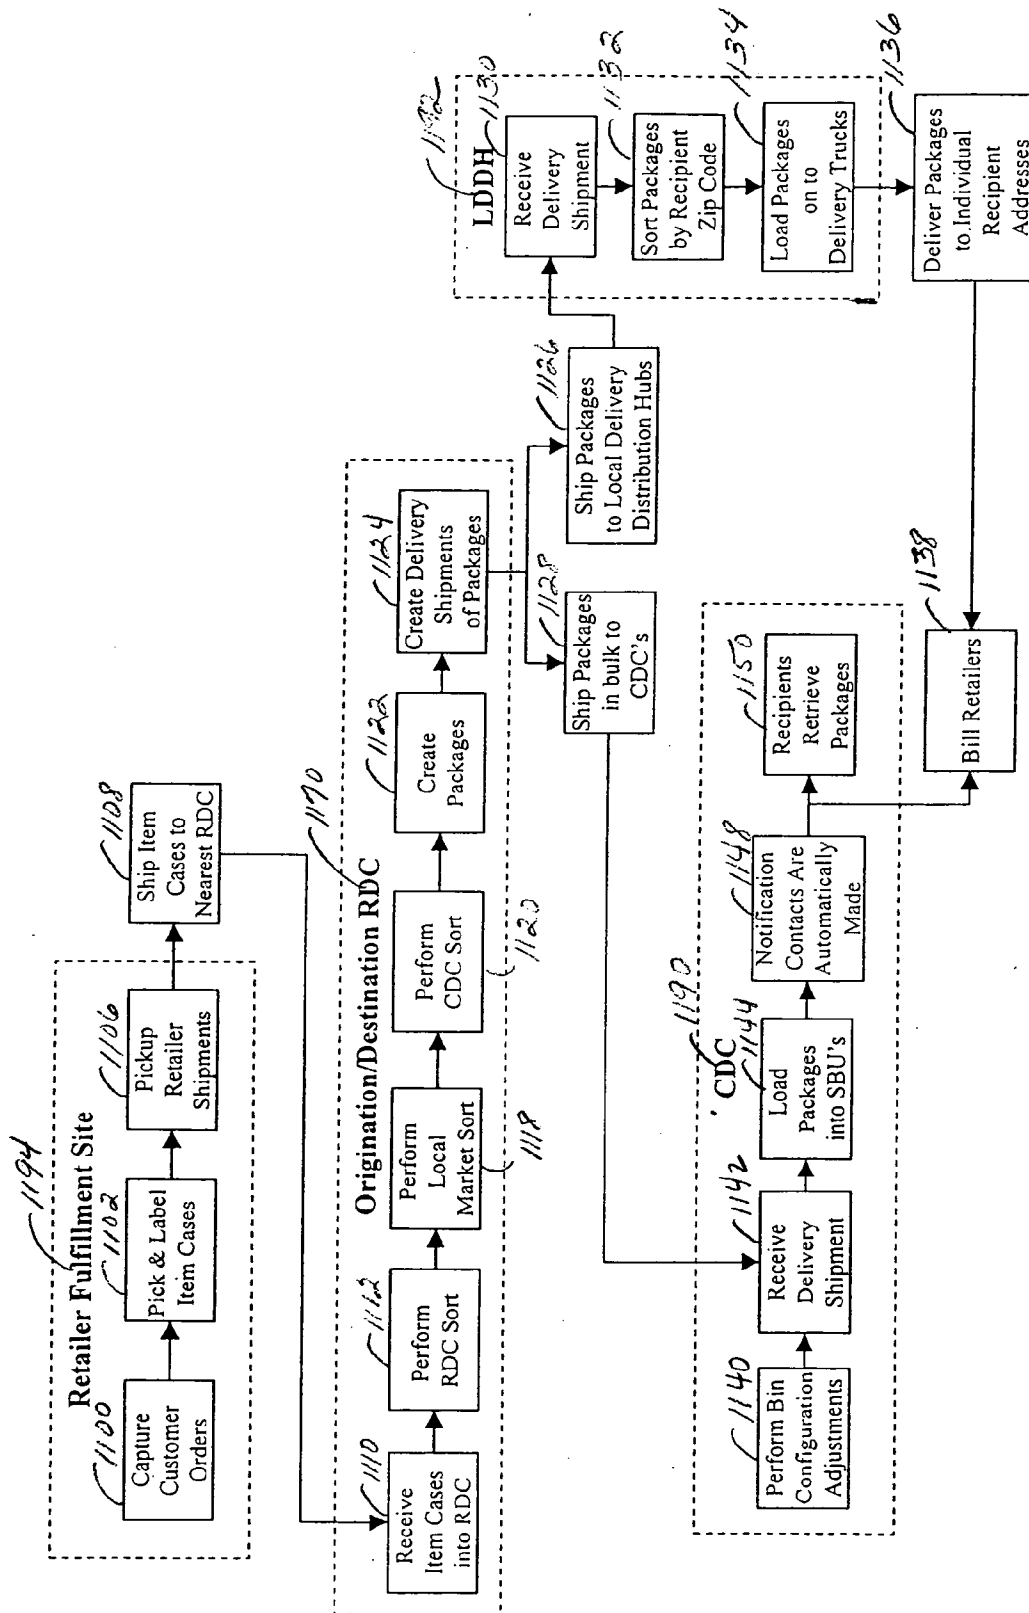 1194
Retailer Fulfillment Site
1100
Capture
Customer
Orders
1102
Pick & Label
Item Cases
1106
Pickup
Retailer
Shipments
1108
Ship Item
Cases to
Nearest RDC
Origination/Destination RDC
1170
1110
Receive
Item Cases
into RDC
1112
Perform
RDC Sort
Perform
Local
Market Sort
1118
Perform
CDC Sort
1120
1122
Create
Packages
1124
Create Delivery
Shipments
of Packages
1128
Ship Packages
in bulk to
CDC's
1126
Ship Packages
to Local Delivery
Distribution Hubs
1192
LDDH
1130
Receive
Delivery
Shipment
1132
Sort Packages
by Recipient
Zip Code
1134
Load Packages
on to
Delivery Trucks
1136
Deliver Packages
to Individual
Recipient
Addresses
1190
CDC
1140
Perform Bin
Configuration
Adjustments
1142
Receive
Delivery
Shipment
1144
Load
Packages
into SBU's
1148
Notification
Contacts Are
Automatically
Made
1150
Recipients
Retrieve
Packages
1138
Bill Retailers